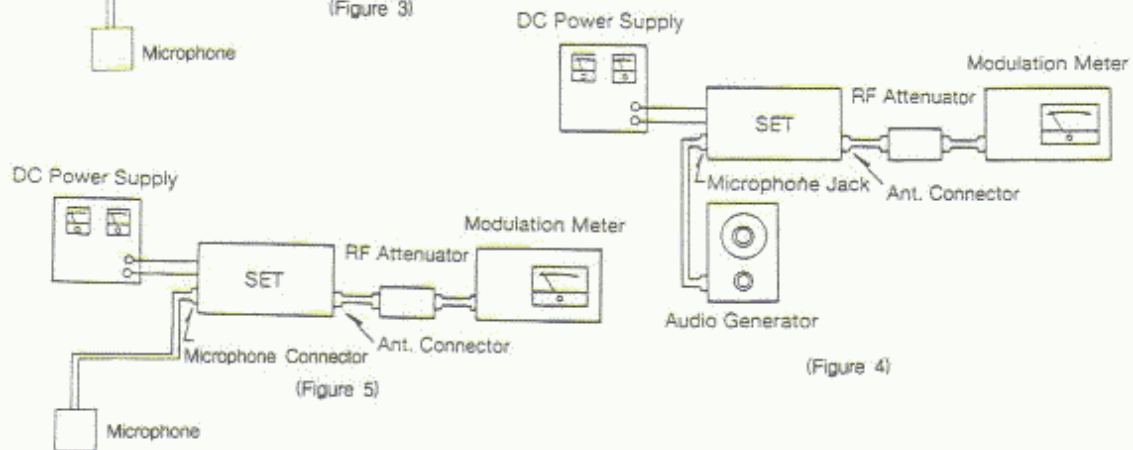 (Figure 3)
Microphone
DC Power Supply
Modulation Meter
RF Attenuator
SET
Microphone Jack
Ant. Connector
Audio Generator
(Figure 4)
DC Power Supply
Modulation Meter
RF Attenuator
SET
Microphone Connector
Ant. Connector
(Figure 5)
Microphone